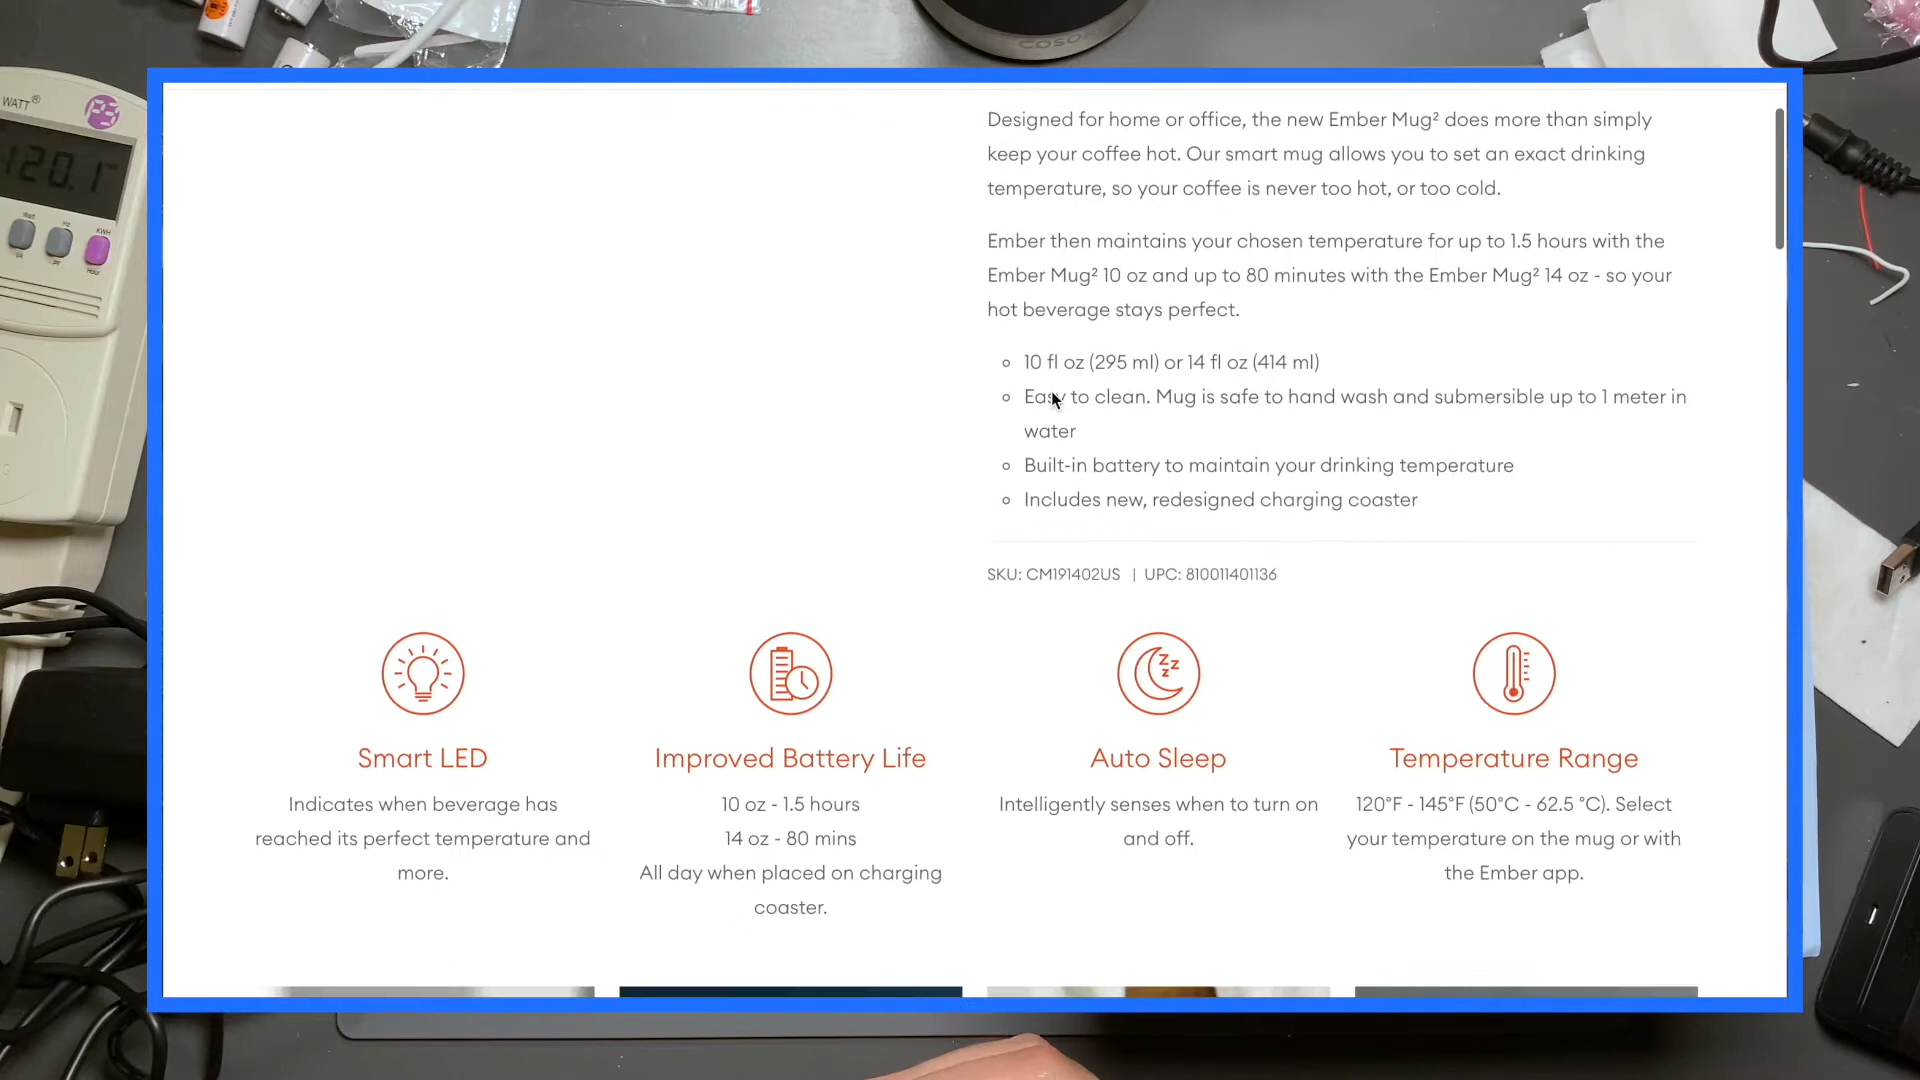 COSORI
WATT®
P3
120.1
Watt
Hz
KWH
Hour
Designed for home or office, the new Ember Mug² does more than simply
keep your coffee hot. Our smart mug allows you to set an exact drinking
temperature, so your coffee is never too hot, or too cold.
Ember then maintains your chosen temperature for up to 1.5 hours with the
Ember Mug² 10 oz and up to 80 minutes with the Ember Mug² 14 oz - so your
hot beverage stays perfect.
10 fl oz (295 ml) or 14 fl oz (414 ml)
Easy to clean. Mug is safe to hand wash and submersible up to 1 meter in
water
Built-in battery to maintain your drinking temperature
Includes new, redesigned charging coaster
SKU: CM191402US | UPC: 810011401136
Smart LED
Indicates when beverage has
reached its perfect temperature and
more.
Improved Battery Life
10 oz - 1.5 hours
14 oz - 80 mins
All day when placed on charging
coaster.
Auto Sleep
Intelligently senses when to turn on
and off.
Temperature Range
120°F - 145°F (50°C - 62.5 °C). Select
your temperature on the mug or with
the Ember app.